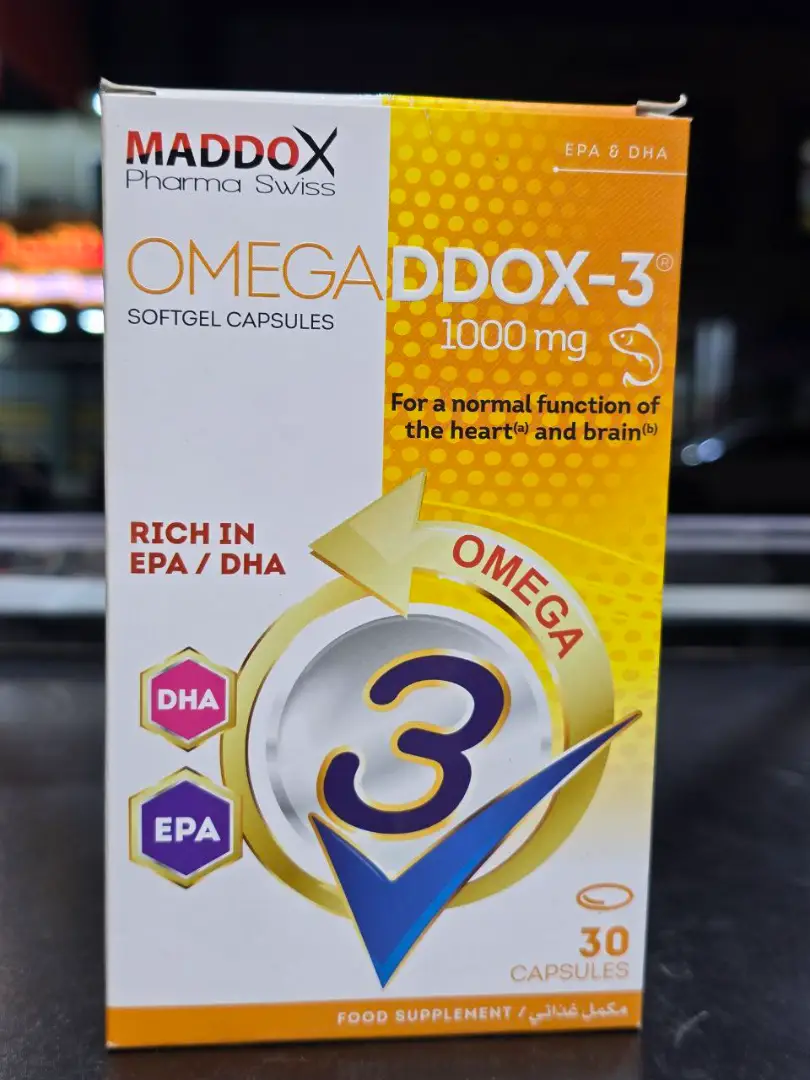 MADDOX
Pharma Swiss
EPA & DHA
OMEGADDOX-3®
SOFTGEL CAPSULES
1000 mg
For a normal function of
the heart(a) and brain(b)
RICH IN
EPA / DHA
OMEGA
3
DHA
EPA
30
CAPSULES
FOOD SUPPLEMENT / مكمل غذائي